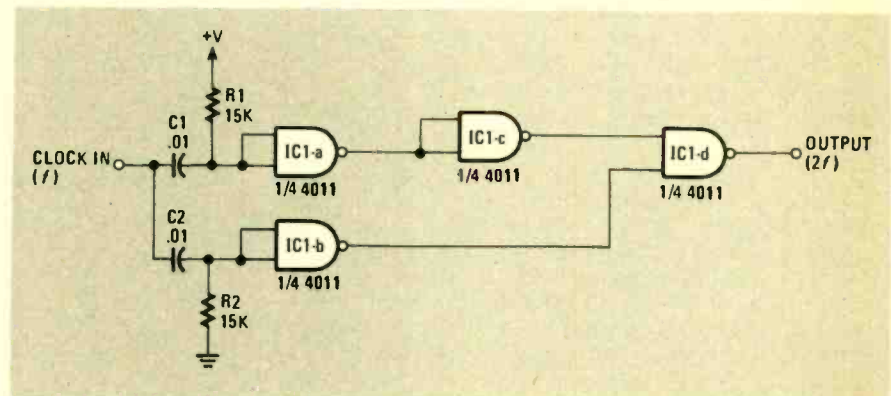 +V
R1
15K
C1
.01
CLOCK IN
(f)
IC1-a
1/4 4011
IC1-c
1/4 4011
IC1-d
1/4 4011
OUTPUT
(2f)
C2
.01
IC1-b
1/4 4011
R2
15K